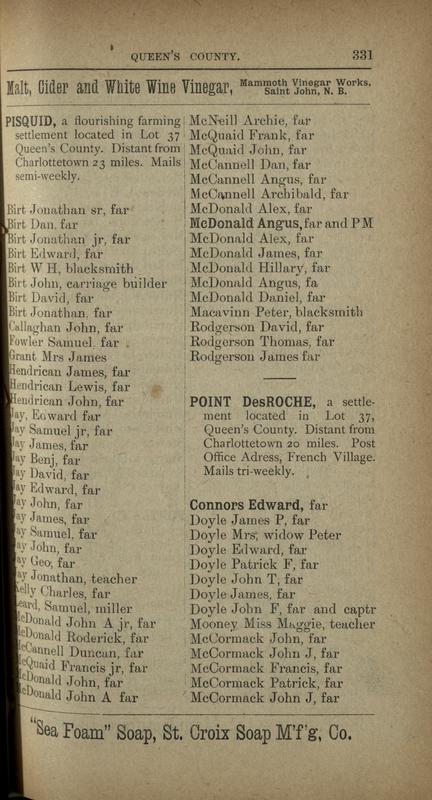 QUEEN'S COUNTY. 331
Malt, Cider and White Wine Vinegar, Mammoth Vinegar Works,
Saint John, N. B.
PISQUID, a flourishing farming
settlement located in Lot 37
Queen's County. Distant from
Charlottetown 23 miles. Mails
semi-weekly.
Birt Jonathan sr, far
Birt Dan, far
Birt Jonathan jr, far
Birt Edward, far
Birt W H, blacksmith
Birt John, carriage builder
Birt David, far
Birt Jonathan, far
Callaghan John, far
Fowler Samuel, far
Grant Mrs James
Hendrican James, far
Hendrican Lewis, far
Hendrican John, far
Jay, Edward far
Jay Samuel jr, far
Jay James, far
Jay Benj, far
Jay David, far
Jay Edward, far
Jay John, far
Jay James, far
Jay Samuel, far
Jay John, far
Jay Geo, far
Jay Jonathan, teacher
Kelly Charles, far
Leard, Samuel, miller
McDonald John A jr, far
McDonald Roderick, far
McCannell Duncan, far
McQuaid Francis jr, far
McDonald John, far
McDonald John A far
McNeill Archie, far
McQuaid Frank, far
McQuaid John, far
McCannell Dan, far
McCannell Angus, far
McCannell Archibald, far
McDonald Alex, far
McDonald Angus, far and P M
McDonald Alex, far
McDonald James, far
McDonald Hillary, far
McDonald Angus, fa
McDonald Daniel, far
Macavinn Peter, blacksmith
Rodgerson David, far
Rodgerson Thomas, far
Rodgerson James far
POINT DesROCHE, a settle-
ment located in Lot 37,
Queen's County. Distant from
Charlottetown 20 miles. Post
Office Adress, French Village.
Mails tri-weekly.
Connors Edward, far
Doyle James P, far
Doyle Mrs, widow Peter
Doyle Edward, far
Doyle Patrick F, far
Doyle John T, far
Doyle James, far
Doyle John F, far and captr
Mooney Miss Maggie, teacher
McCormack John, far
McCormack John J, far
McCormack Francis, far
McCormack Patrick, far
McCormack John J, far
"Sea Foam" Soap, St. Croix Soap M'f'g, Co.